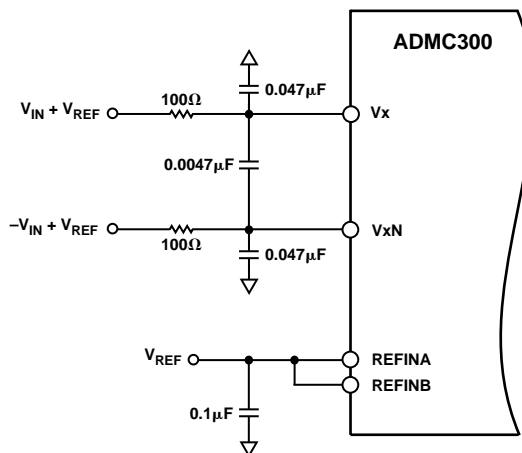 ADMC300
0.047μF
100Ω
V_IN + V_REF
Vx
0.0047μF
–V_IN + V_REF
VxN
100Ω
0.047μF
V_REF
REFINA
REFINB
0.1μF